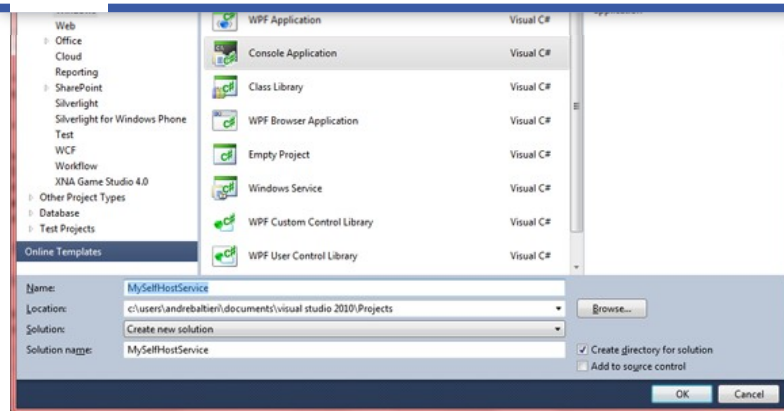 Web
Office
Cloud
Reporting
SharePoint
Silverlight
Silverlight for Windows Phone
Test
WCF
Workflow
XNA Game Studio 4.0
Other Project Types
Database
Test Projects
Online Templates
WPF Application Visual C#
Console Application Visual C#
Class Library Visual C#
WPF Browser Application Visual C#
Empty Project Visual C#
Windows Service Visual C#
WPF Custom Control Library Visual C#
WPF User Control Library Visual C#
Name: MySelfHostService
Location: c:\users\andrebaltieri\documents\visual studio 2010\Projects Browse...
Solution: Create new solution
Solution name: MySelfHostService Create directory for solution
Add to source control
OK Cancel